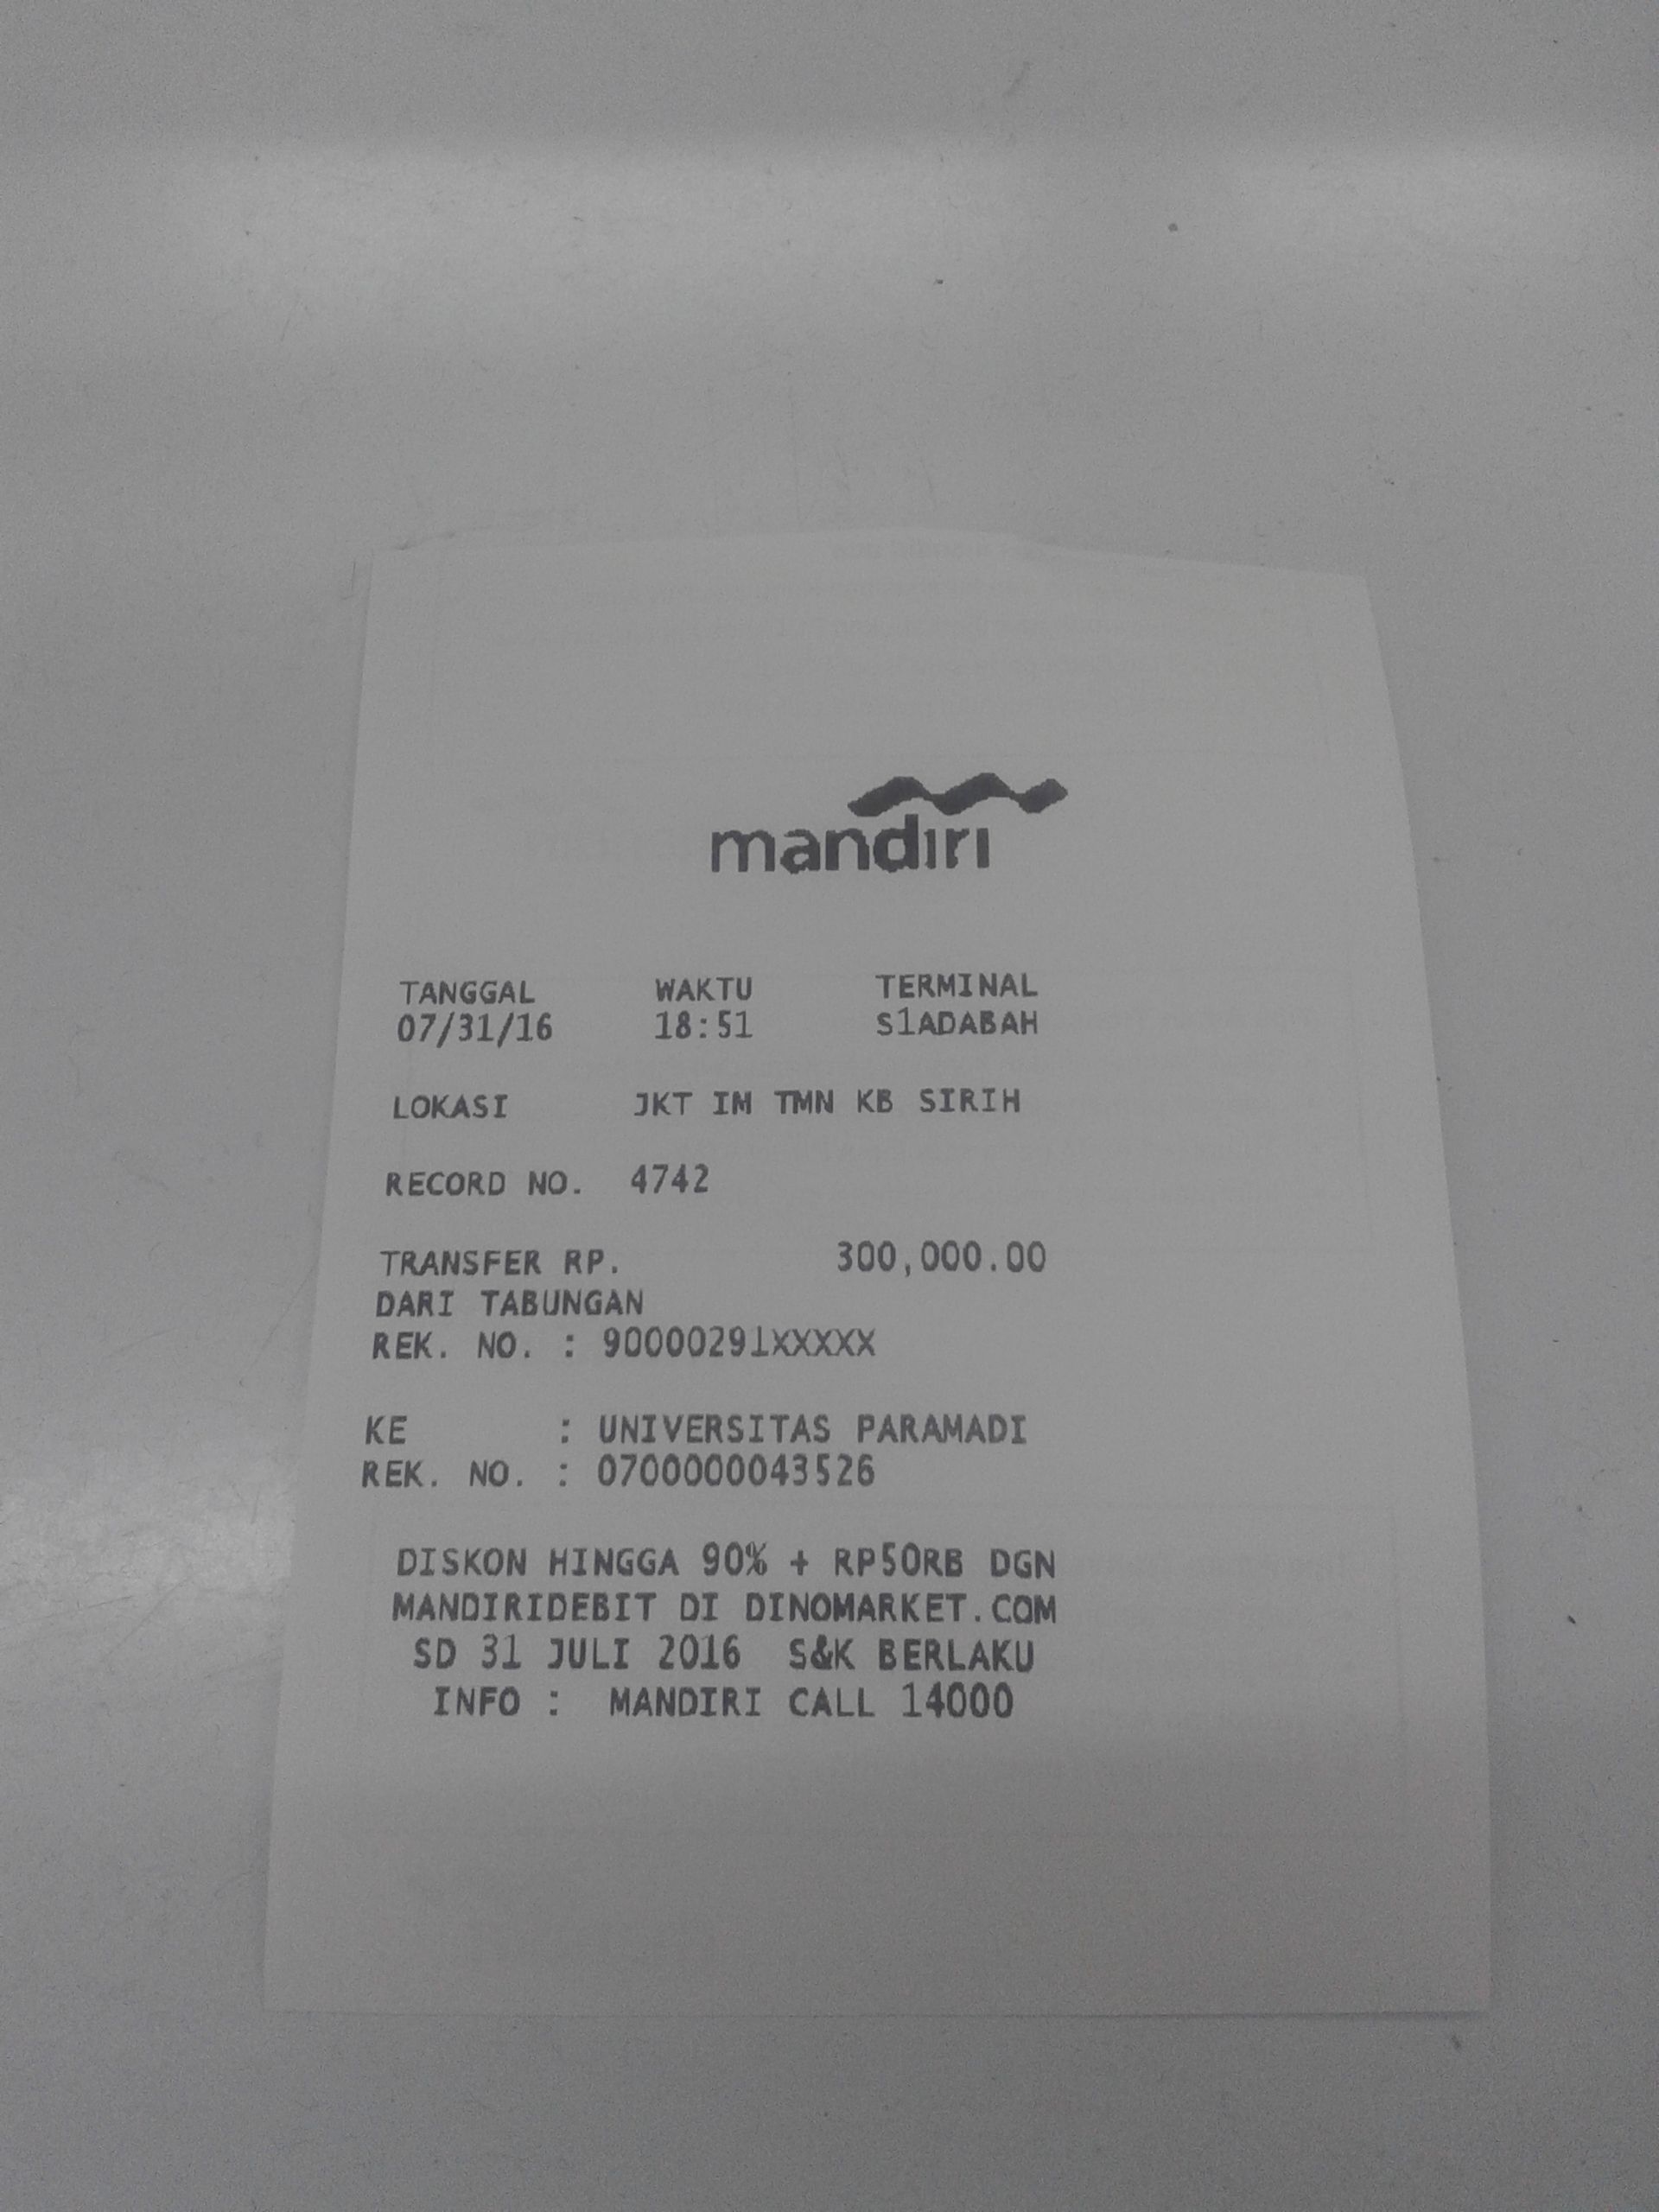 mandiri
TANGGAL WAKTU TERMINAL
07/31/16 18:51 S1ADABAH
LOKASI JKT IM TMN KB SIRIH
RECORD NO. 4742
TRANSFER RP. 300,000.00
DARI TABUNGAN
REK. NO. : 90000291XXXXX
KE : UNIVERSITAS PARAMADI
REK. NO. : 0700000043526
DISKON HINGGA 90% + RP50RB DGN
MANDIRIDEBIT DI DINOMARKET.COM
SD 31 JULI 2016 S&K BERLAKU
INFO : MANDIRI CALL 14000